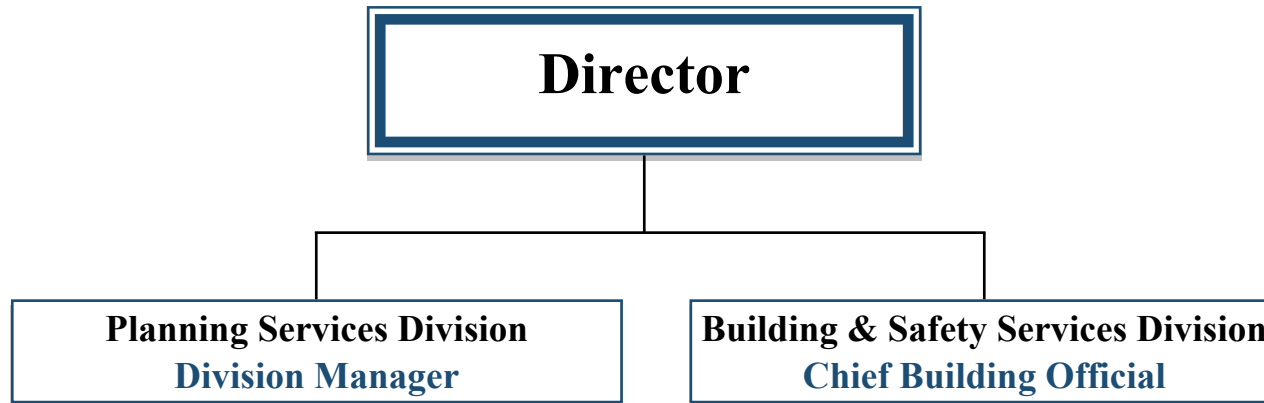 Director
Planning Services Division
Division Manager
Building & Safety Services Division
Chief Building Official